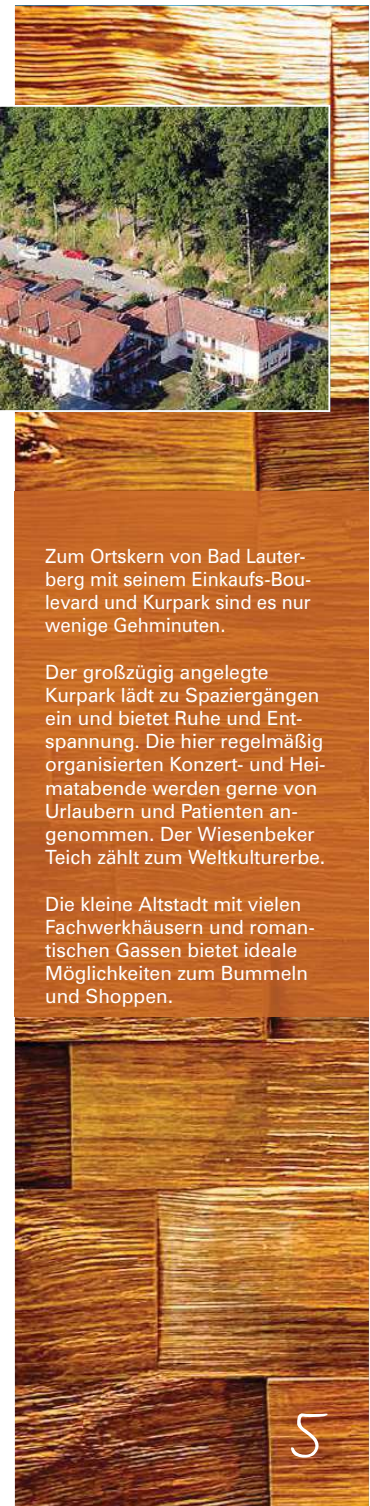 Zum Ortskern von Bad Lauter-
berg mit seinem Einkaufs-Bou-
levard und Kurpark sind es nur
wenige Gehminuten.
Der großzügig angelegte
Kurpark lädt zu Spaziergängen
ein und bietet Ruhe und Ent-
spannung. Die hier regelmäßig
organisierten Konzert- und Hei-
matabende werden gerne von
Urlaubern und Patienten an-
genommen. Der Wiesenbeker
Teich zählt zum Weltkulturerbe.
Die kleine Altstadt mit vielen
Fachwerkhäusern und roman-
tischen Gassen bietet ideale
Möglichkeiten zum Bummeln
und Shoppen.
5